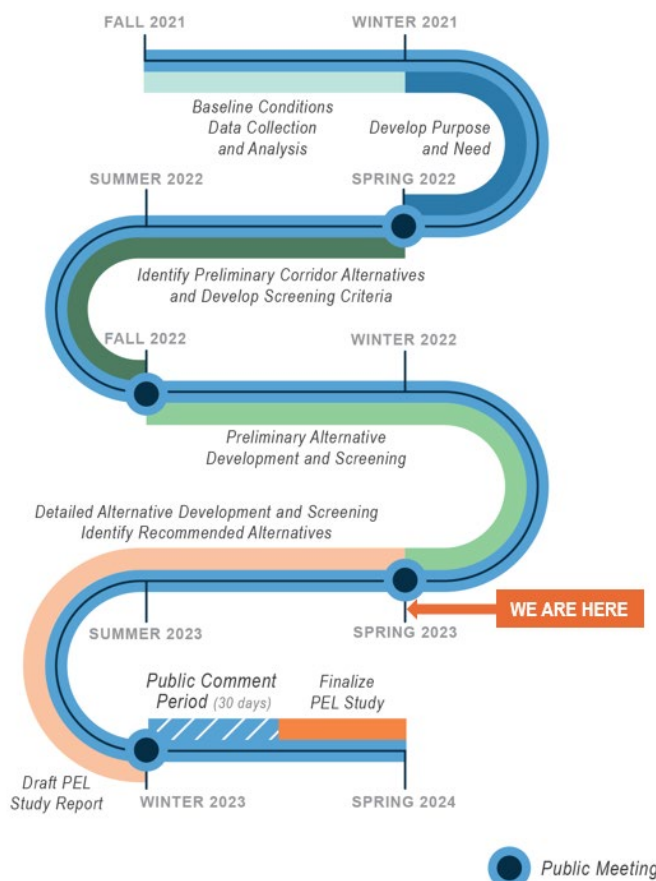 FALL 2021
WINTER 2021
Baseline Conditions
Data Collection
and Analysis
Develop Purpose
and Need
SUMMER 2022
SPRING 2022
Identify Preliminary Corridor Alternatives
and Develop Screening Criteria
FALL 2022
WINTER 2022
Preliminary Alternative
Development and Screening
Detailed Alternative Development and Screening
Identify Recommended Alternatives
WE ARE HERE
SUMMER 2023
SPRING 2023
Public Comment
Period (30 days)
Finalize
PEL Study
Draft PEL
Study Report
WINTER 2023
SPRING 2024
Public Meeting